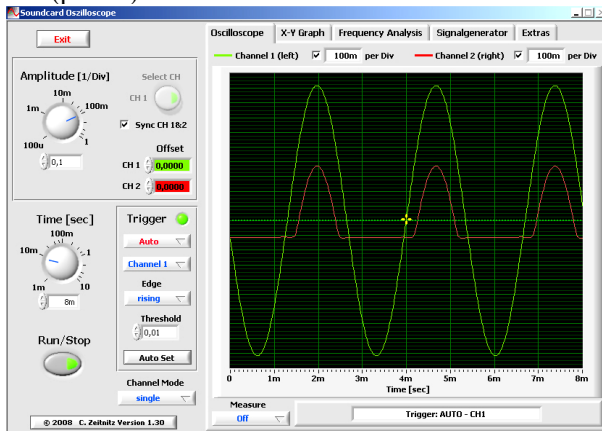 Soundcard Oszilloscope
Exit
Amplitude [1/Div]
10m
1m
100m
100u
1
0,1
Select CH
CH 1
Sync CH 1&2
Offset
CH 1 0,0000
CH 2 0,0000
Time [sec]
100m
10m
1
1m
10
8m
Run/Stop
Trigger
Auto
Channel 1
Edge
rising
Threshold
0,01
Auto Set
Channel Mode
single
© 2008 C. Zeitnitz Version 1.30
Oscilloscope X-Y Graph Frequency Analysis Signalgenerator Extras
Channel 1 (left) 100m per Div Channel 2 (right) 100m per Div
0 1m 2m 3m 4m 5m 6m 7m 8m
Time [sec]
Measure
Off
Trigger: AUTO - CH1